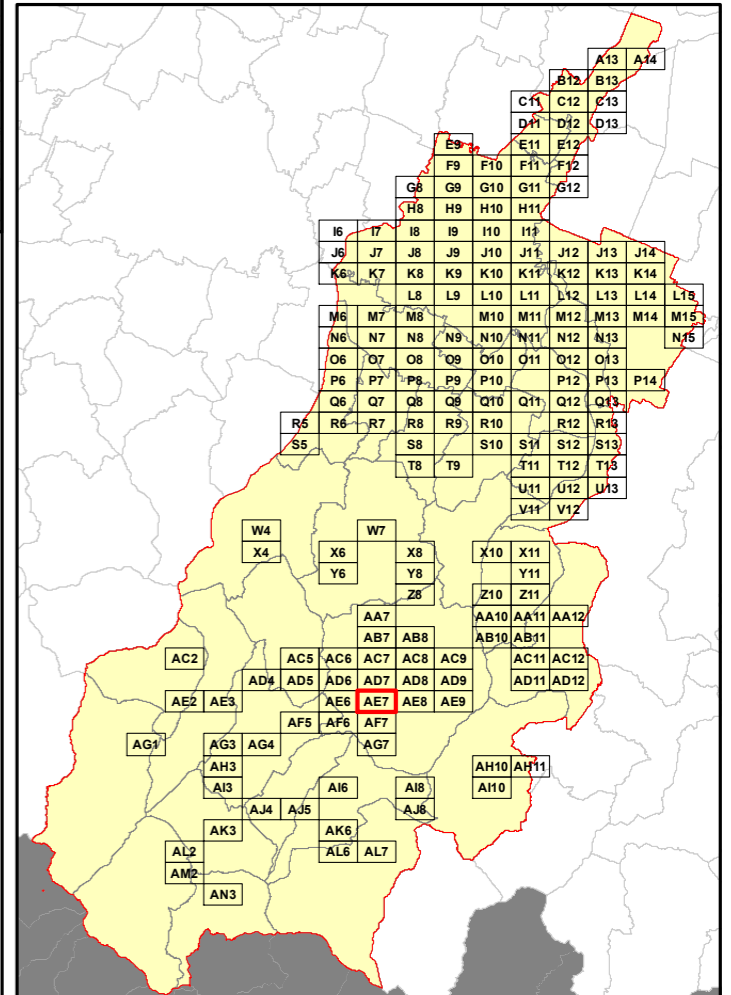 A13 A14
B12 B13
C11 C12 C13
D11 D12 D13
E9 E11 E12
F9 F10 F11 F12
G8 G9 G10 G11 G12
H8 H9 H10 H11
I6 I7 I8 I9 I10 I11
J6 J7 J8 J9 J10 J11 J12 J13 J14
K6 K7 K8 K9 K10 K11 K12 K13 K14
L8 L9 L10 L11 L12 L13 L14 L15
M6 M7 M8 M10 M11 M12 M13 M14 M15
N6 N7 N8 N9 N10 N11 N12 N13 N15
O6 O7 O8 O9 O10 O11 O12 O13
P6 P7 P8 P9 P10 P12 P13 P14
Q6 Q7 Q8 Q9 Q10 Q11 Q12 Q13
R5 R6 R7 R8 R9 R10 R12 R13
S5 S8 S10 S11 S12 S13
T8 T9 T11 T12 T13
U11 U12 U13
V11 V12
W4 W7
X4 X6 X8 X10 X11
Y6 Y8 Y11
Z8 Z10 Z11
AA7 AA10 AA11 AA12
AB7 AB8 AB10 AB11
AC2 AC5 AC6 AC7 AC8 AC9 AC11 AC12
AD4 AD5 AD6 AD7 AD8 AD9 AD11 AD12
AE2 AE3 AE6 AE7 AE8 AE9
AF5 AF6 AF7
AG1 AG3 AG4 AG7
AH3 AH10 AH11
AI3 AI6 AI8 AI10
AJ4 AJ5 AJ8
AK3 AK6
AL2 AL6 AL7
AM2
AN3